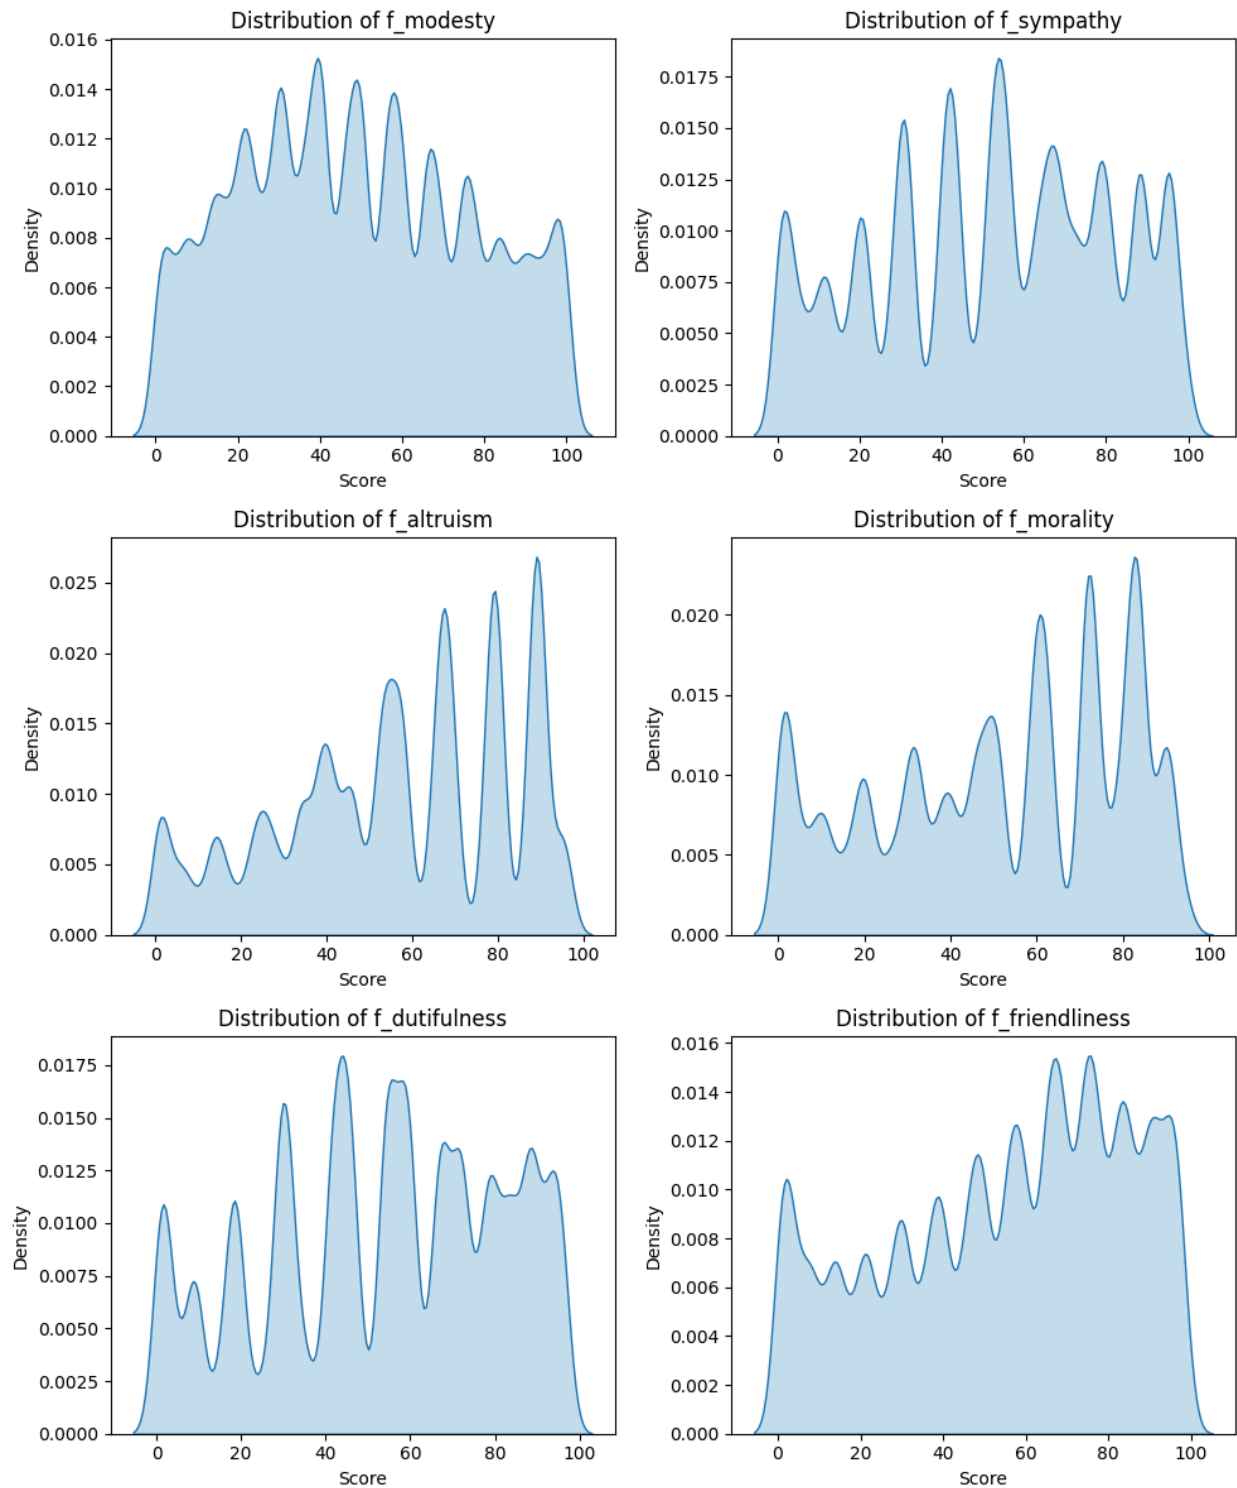 Distribution of f_modesty
0.016
0.014
0.012
0.010
0.008
0.006
0.004
0.002
0.000
Density
0 20 40 60 80 100
Score
Distribution of f_sympathy
0.0175
0.0150
0.0125
0.0100
0.0075
0.0050
0.0025
0.0000
Density
0 20 40 60 80 100
Score
Distribution of f_altruism
0.025
0.020
0.015
0.010
0.005
0.000
Density
0 20 40 60 80 100
Score
Distribution of f_morality
0.020
0.015
0.010
0.005
0.000
Density
0 20 40 60 80 100
Score
Distribution of f_dutifulness
0.0175
0.0150
0.0125
0.0100
0.0075
0.0050
0.0025
0.0000
Density
0 20 40 60 80 100
Score
Distribution of f_friendliness
0.016
0.014
0.012
0.010
0.008
0.006
0.004
0.002
0.000
Density
0 20 40 60 80 100
Score